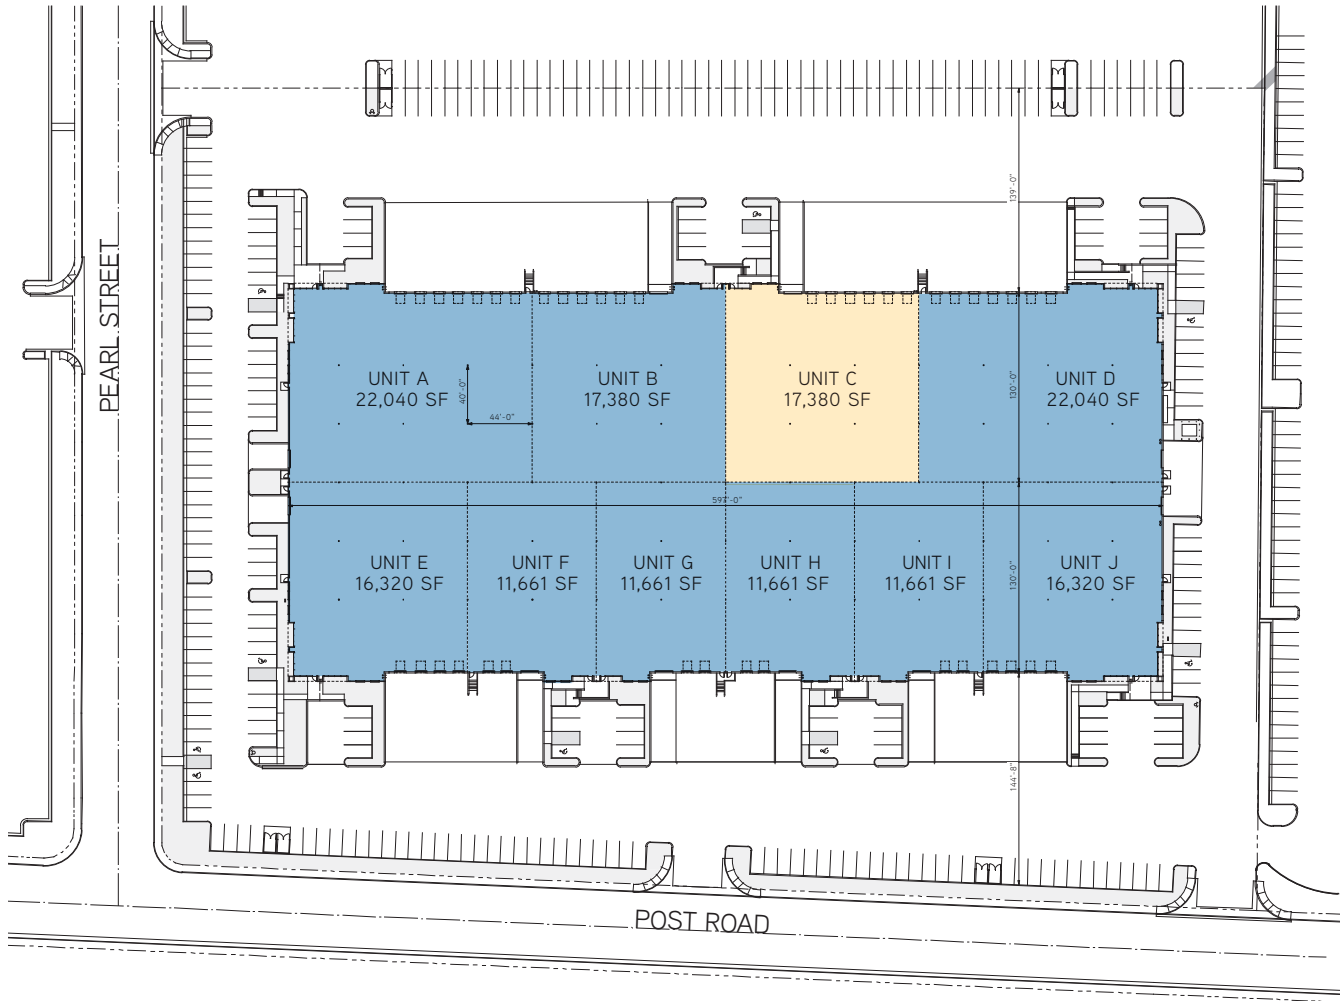 139'-0"
PEARL STREET
UNIT A
22,040 SF
40'-0"
44'-0"
UNIT B
17,380 SF
UNIT C
17,380 SF
130'-0"
UNIT D
22,040 SF
597'-0"
UNIT E
16,320 SF
UNIT F
11,661 SF
UNIT G
11,661 SF
UNIT H
11,661 SF
UNIT I
11,661 SF
130'-0"
UNIT J
16,320 SF
144'-8"
POST ROAD